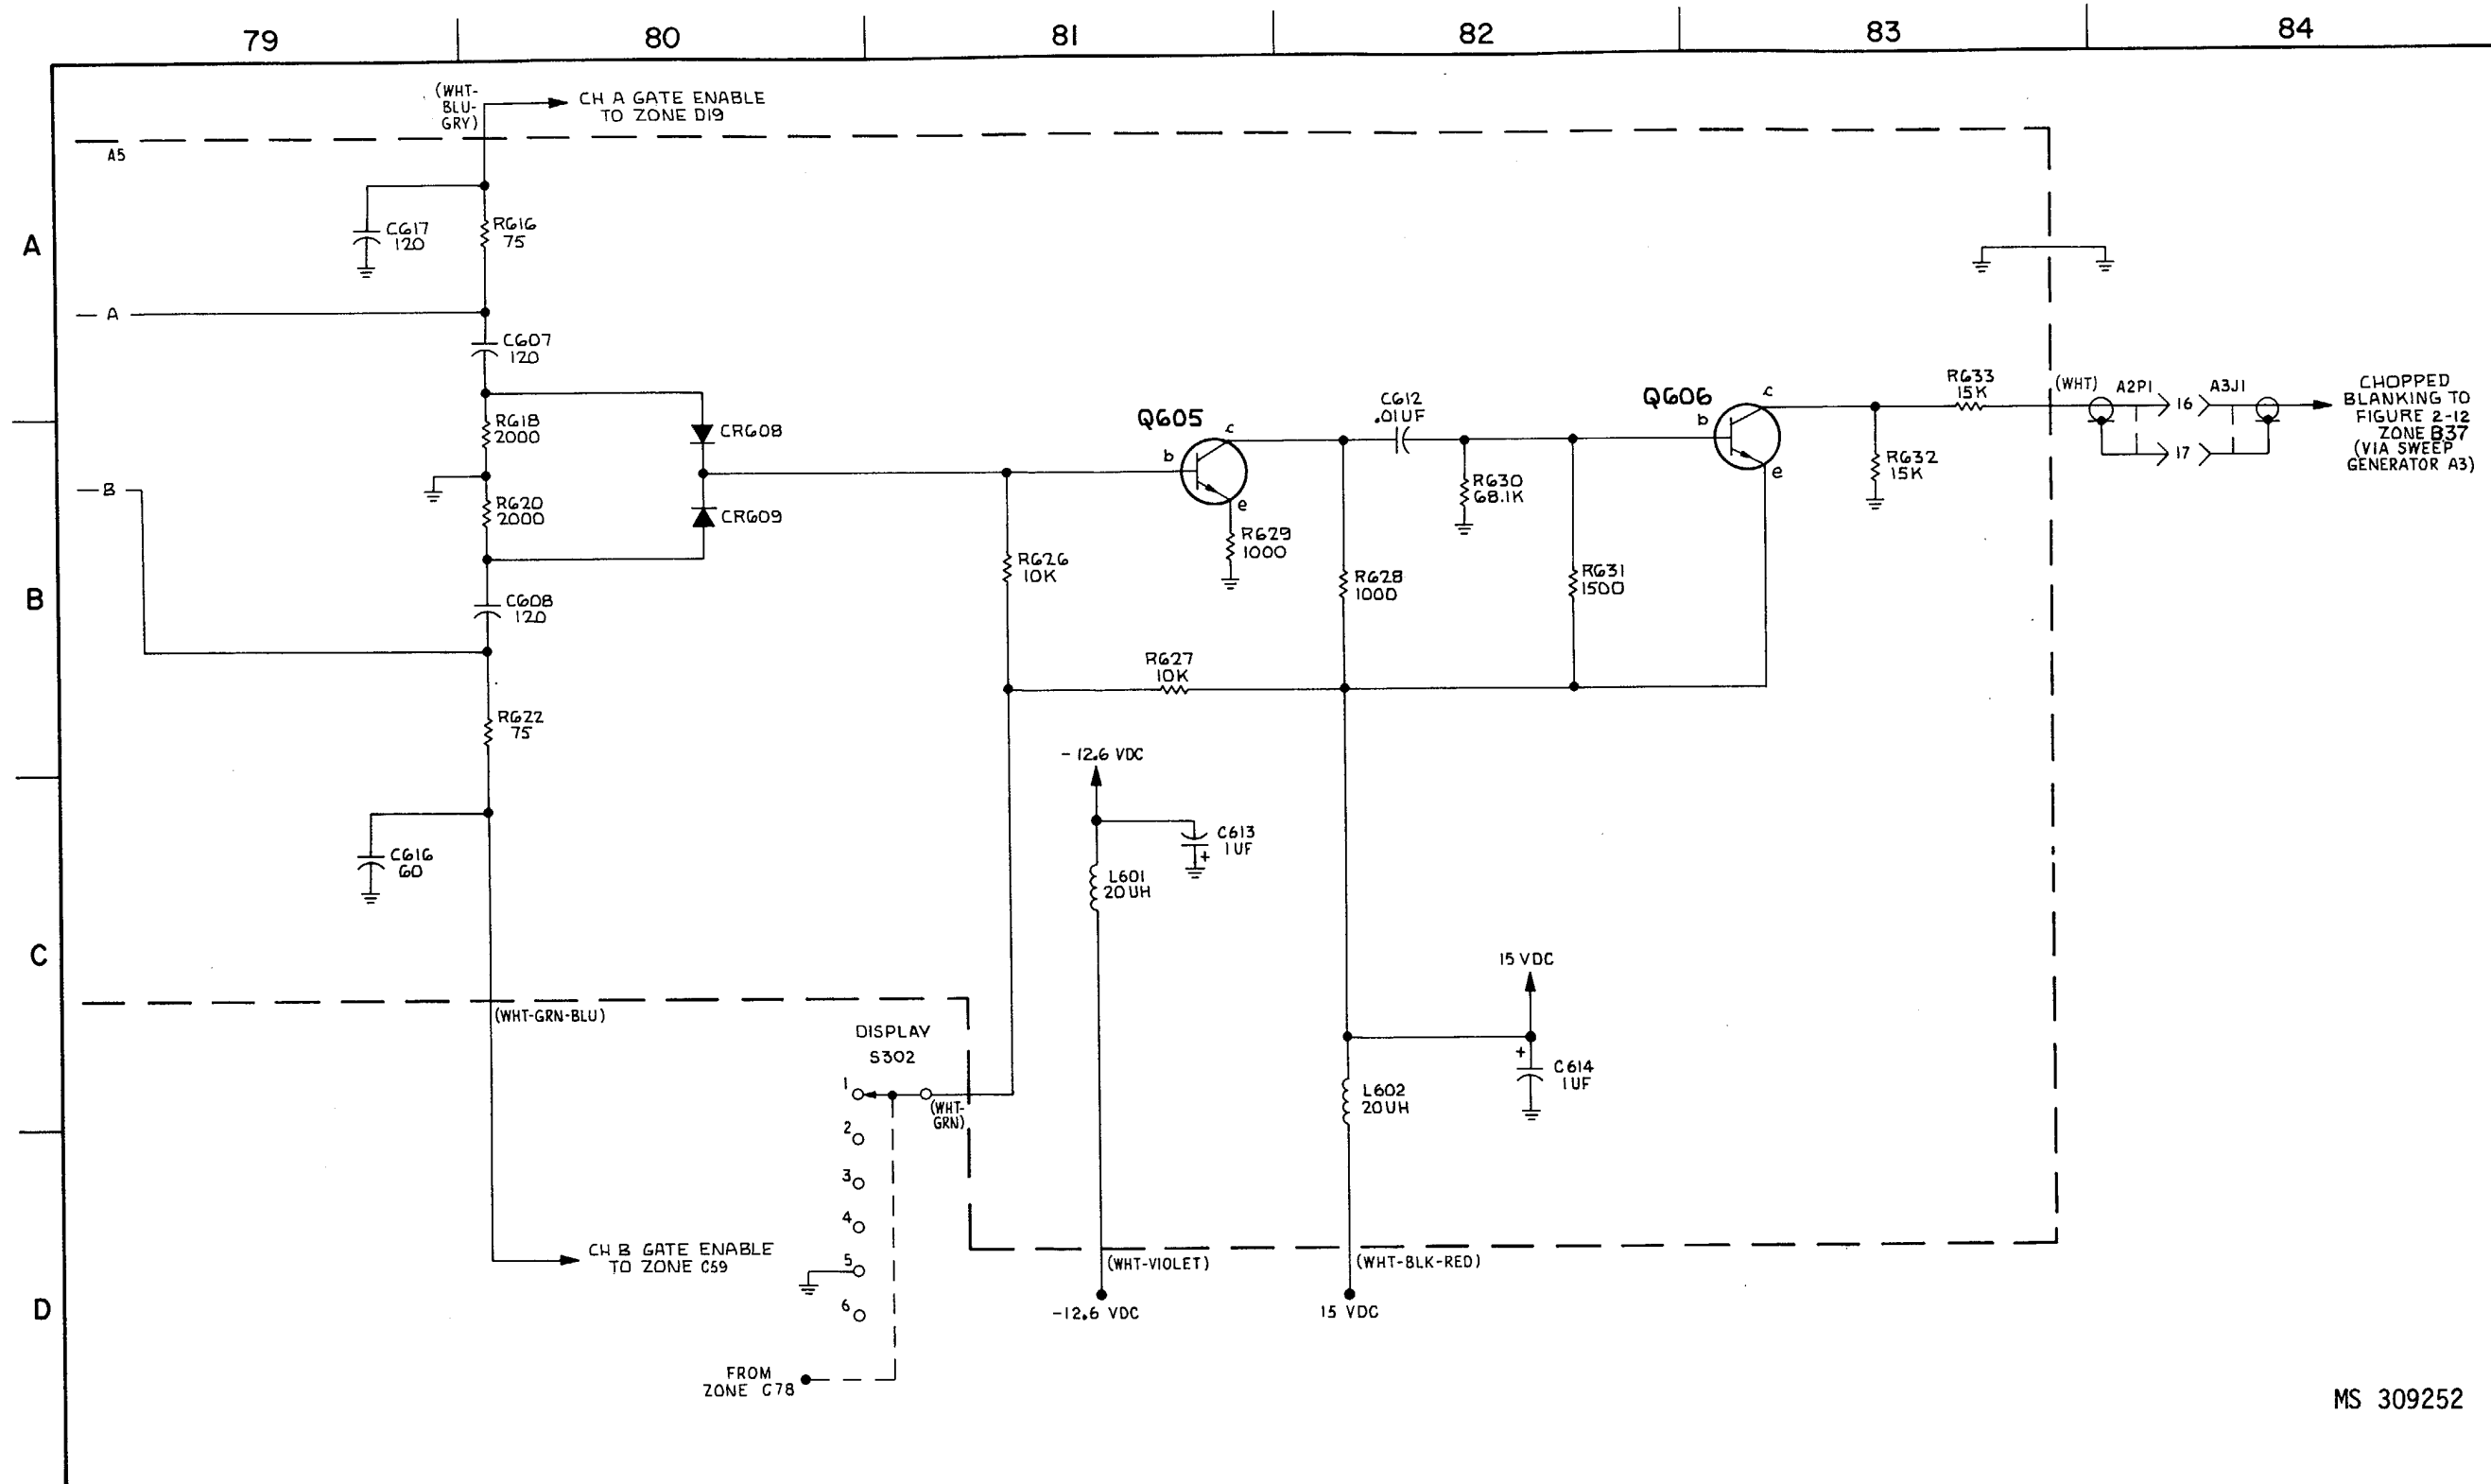 79 80 81 82 83 84
(WHT-
BLU-
GRY)
CH A GATE ENABLE
TO ZONE D19
A5
A
C617
120
R616
75
A
C607
120
R618
2000
CR608
B
R620
2000
CR609
B
C608
120
R622
75
C616
60
Q605
b
c
e
R629
1000
R626
10K
R627
10K
C612
.01UF
R630
68.1K
R628
1000
R631
1500
Q606
b
c
e
R633
15K
R632
15K
(WHT)
A2P1
A3J1
16
17
CHOPPED
BLANKING TO
FIGURE 2-12
ZONE B37
(VIA SWEEP
GENERATOR A3)
- 12.6 VDC
C613
1UF
+
L601
20UH
C
15 VDC
+
C614
1UF
L602
20UH
(WHT-GRN-BLU)
DISPLAY
S302
1
2
3
4
5
6
(WHT-
GRN)
CH B GATE ENABLE
TO ZONE C59
D
(WHT-VIOLET)
-12.6 VDC
(WHT-BLK-RED)
15 VDC
FROM
ZONE C78
MS 309252